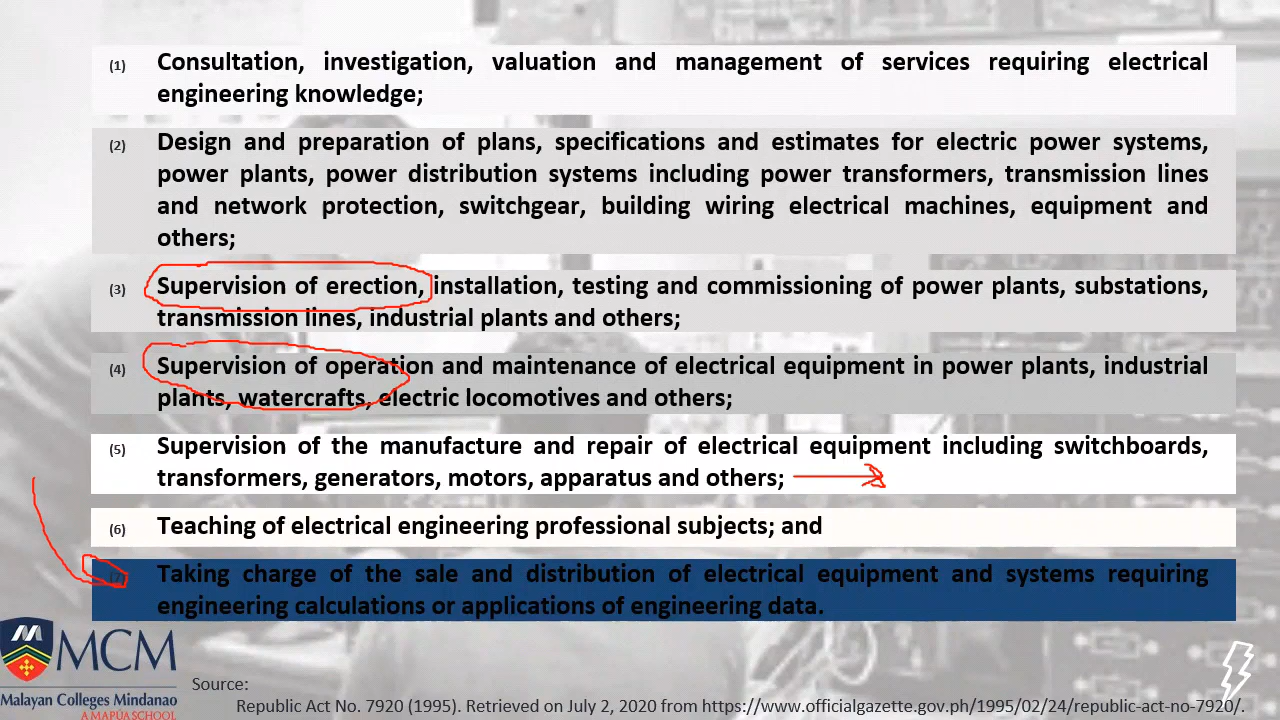 (1) Consultation, investigation, valuation and management of services requiring electrical
engineering knowledge;
(2) Design and preparation of plans, specifications and estimates for electric power systems,
power plants, power distribution systems including power transformers, transmission lines
and network protection, switchgear, building wiring electrical machines, equipment and
others;
(3) Supervision of erection, installation, testing and commissioning of power plants, substations,
transmission lines, industrial plants and others;
(4) Supervision of operation and maintenance of electrical equipment in power plants, industrial
plants, watercrafts, electric locomotives and others;
(5) Supervision of the manufacture and repair of electrical equipment including switchboards,
transformers, generators, motors, apparatus and others;
(6) Teaching of electrical engineering professional subjects; and
(7) Taking charge of the sale and distribution of electrical equipment and systems requiring
engineering calculations or applications of engineering data.
MCM
Malayan Colleges Mindanao
A MAPÚA SCHOOL
Source:
Republic Act No. 7920 (1995). Retrieved on July 2, 2020 from https://www.officialgazette.gov.ph/1995/02/24/republic-act-no-7920/.